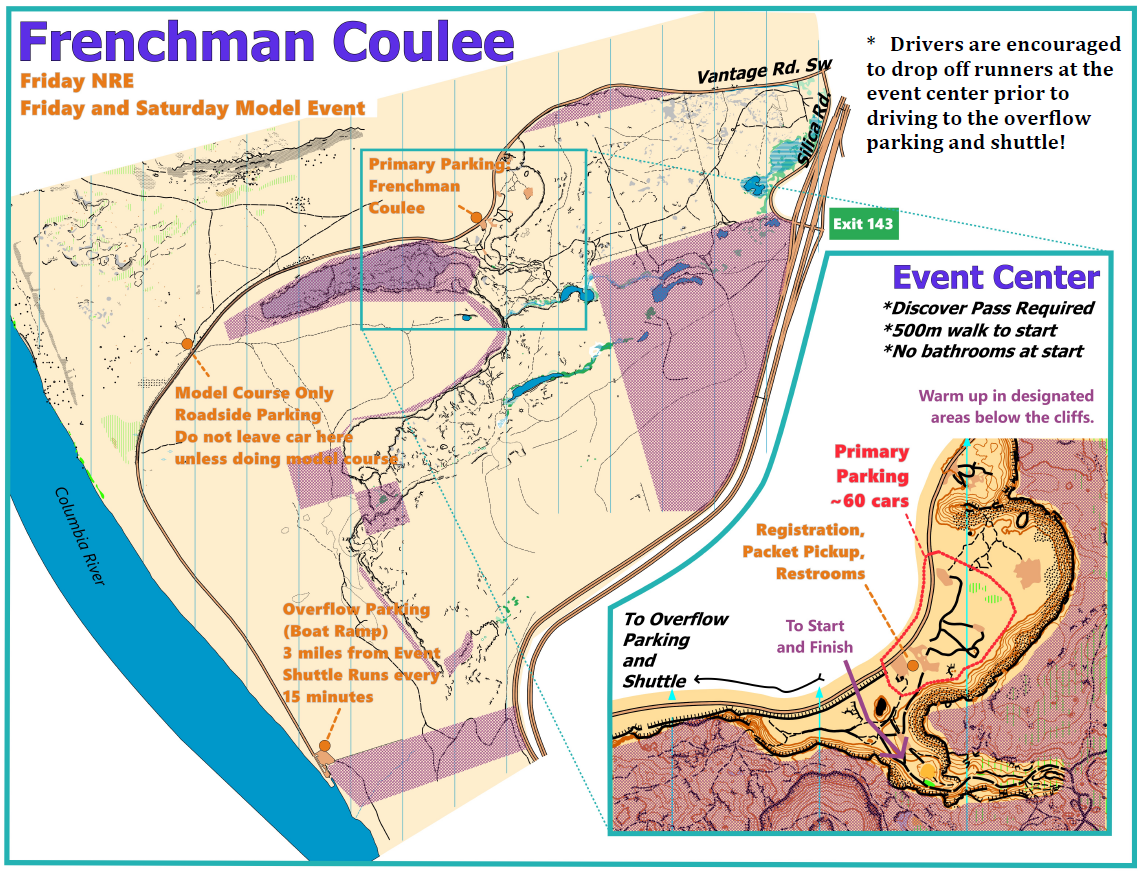 Frenchman Coulee
Friday NRE
Friday and Saturday Model Event
Vantage Rd. Sw
Silica Rd.
* Drivers are encouraged
to drop off runners at the
event center prior to
driving to the overflow
parking and shuttle!
Primary Parking:
Frenchman
Coulee
Exit 143
Model Course Only
Roadside Parking
Do not leave car here
unless doing model course
Columbia River
Overflow Parking
(Boat Ramp)
3 miles from Event
Shuttle Runs every
15 minutes
Event Center
*Discover Pass Required
*500m walk to start
*No bathrooms at start
Warm up in designated
areas below the cliffs.
Primary
Parking
~60 cars
Registration,
Packet Pickup,
Restrooms
To Start
and Finish
To Overflow
Parking
and
Shuttle